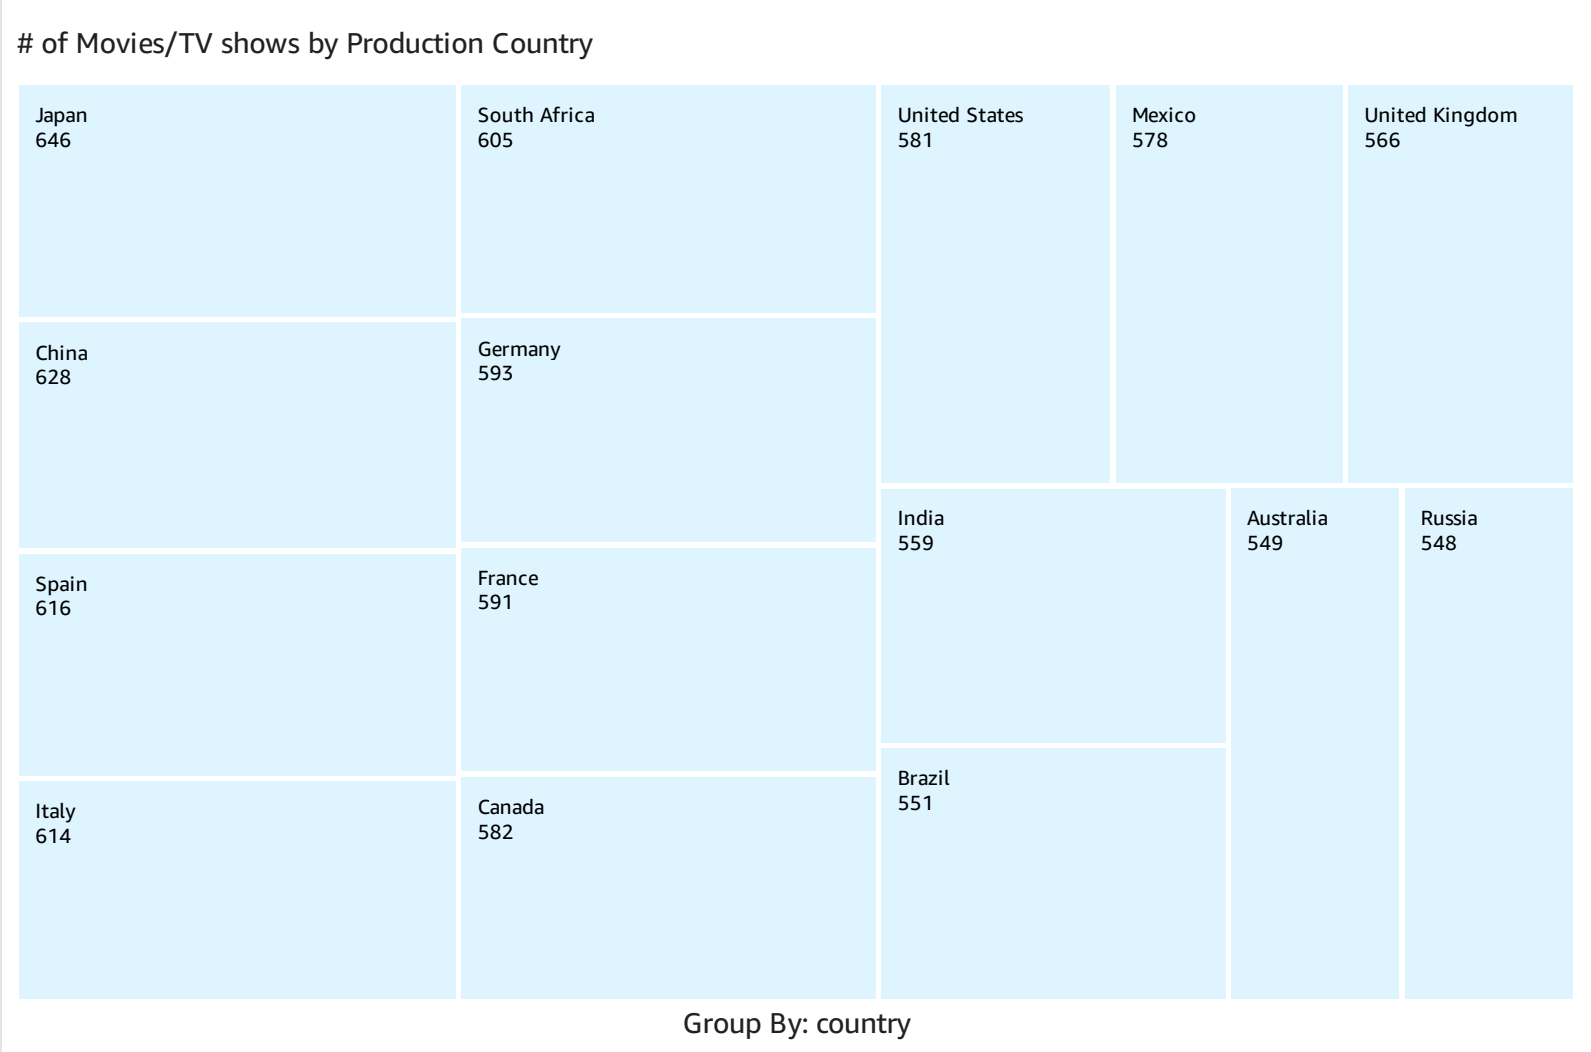 # of Movies/TV shows by Production Country
Japan
646
China
628
Spain
616
Italy
614
South Africa
605
Germany
593
France
591
Canada
582
United States
581
Mexico
578
United Kingdom
566
India
559
Brazil
551
Australia
549
Russia
548
Group By: country